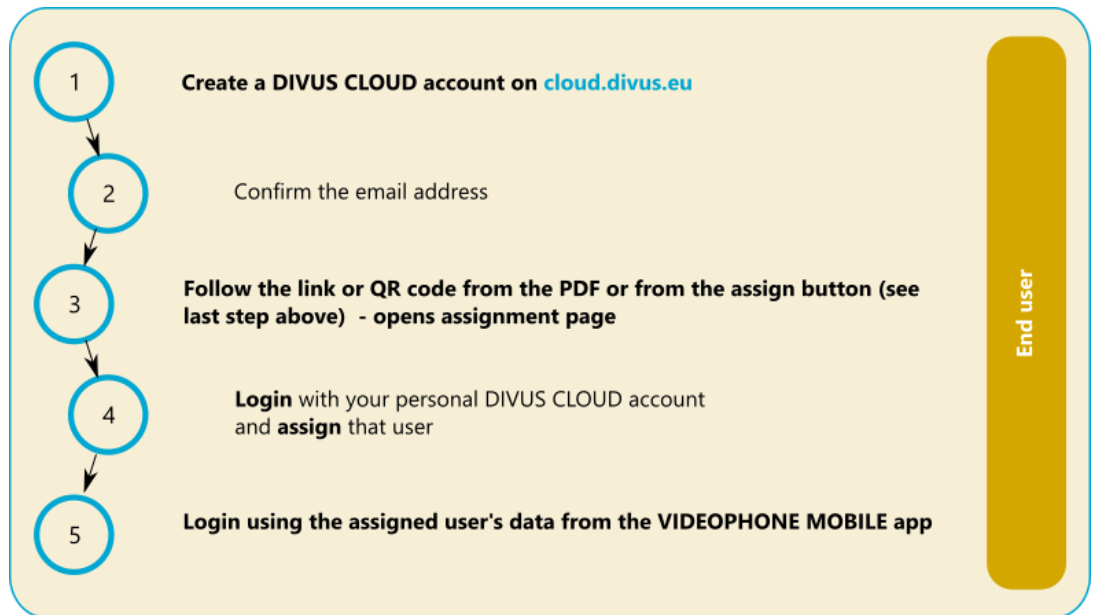 1
Create a DIVUS CLOUD account on cloud.divus.eu
2
Confirm the email address
3
Follow the link or QR code from the PDF or from the assign button (see
last step above)  - opens assignment page
4
Login with your personal DIVUS CLOUD account
and assign that user
5
Login using the assigned user's data from the VIDEOPHONE MOBILE app
End user